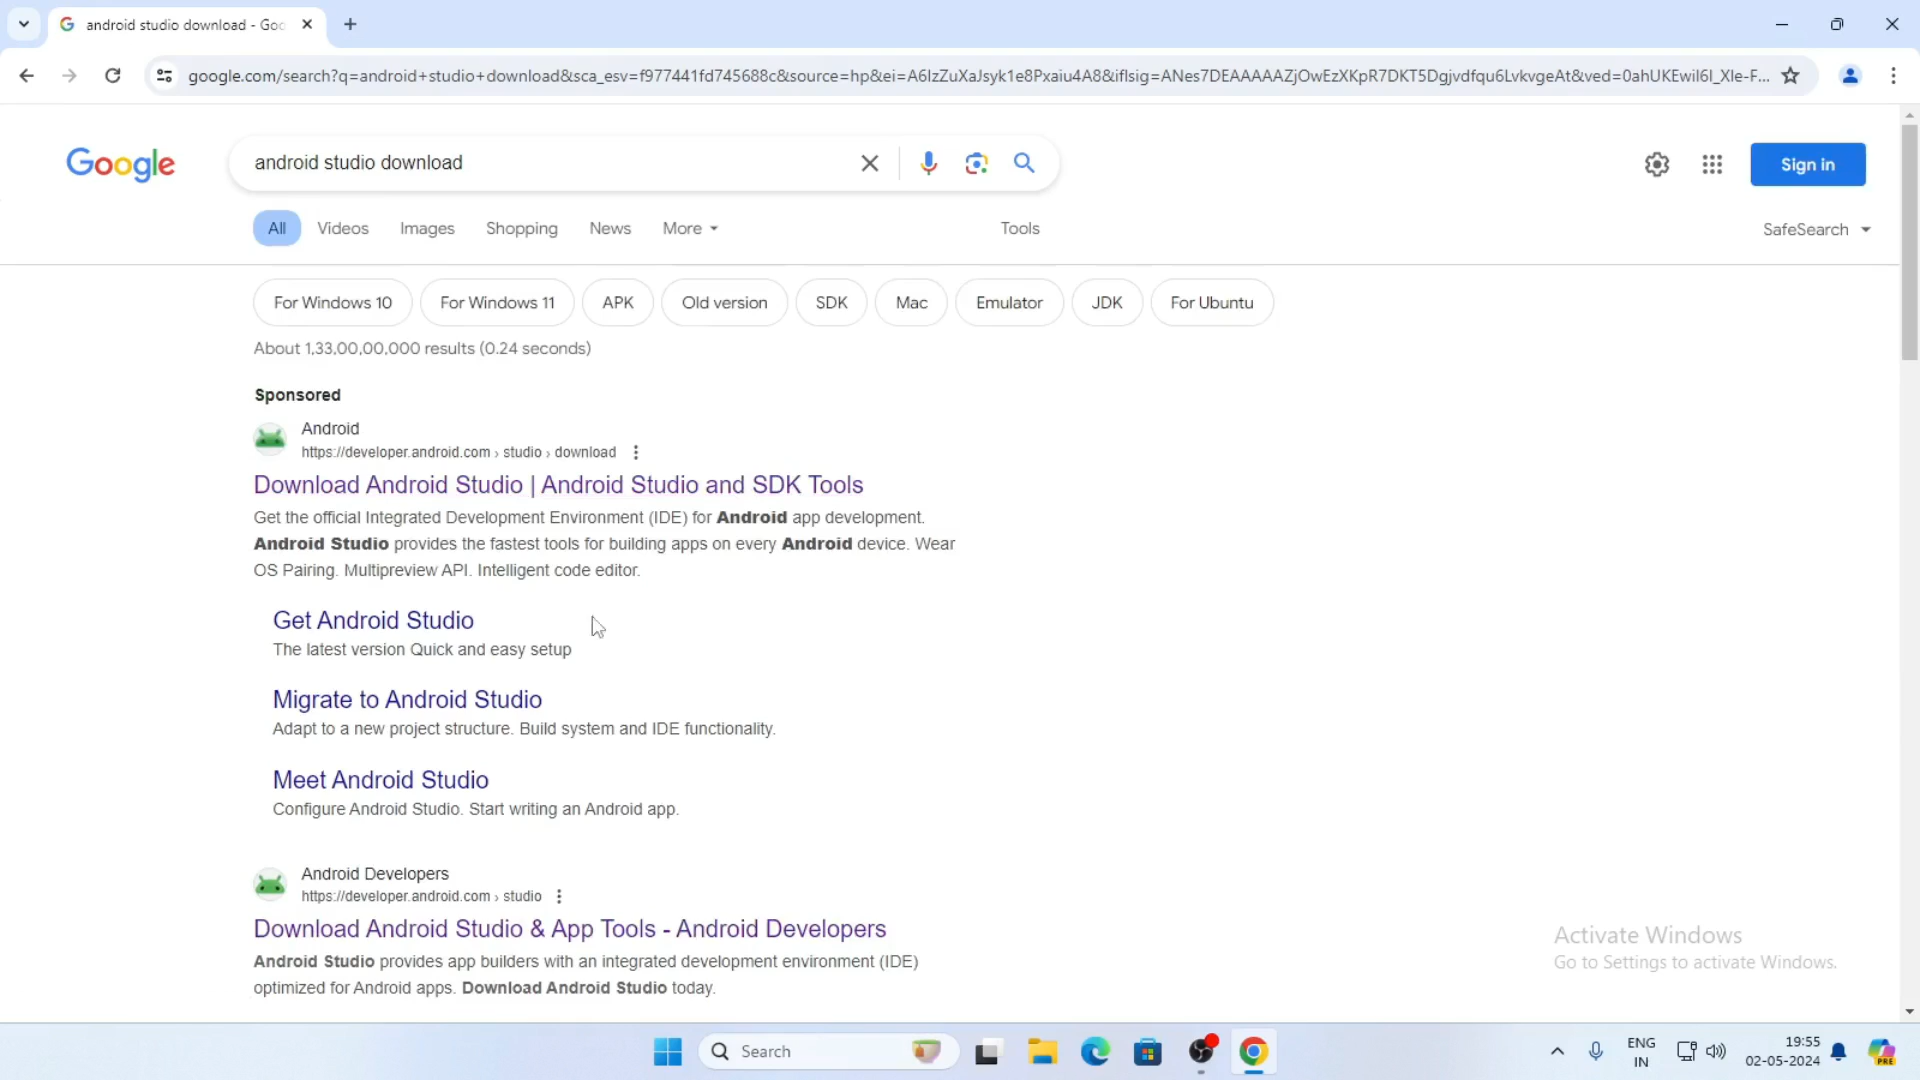 android studio download - Goo
google.com/search?q=android+studio+download&sca_esv=f977441fd745688c&source=hp&ei=A6IzZuXaJsyk1e8Pxaiu4A8&iflsig=ANes7DEAAAAAZjOwEzXKpR7DKT5Dgjvdfqu6LvkvgeAt&ved=0ahUKEwil6I_XIe-F...
Google
android studio download
Sign in
All
Videos
Images
Shopping
News
More
Tools
SafeSearch
For Windows 10
For Windows 11
APK
Old version
SDK
Mac
Emulator
JDK
For Ubuntu
About 1,33,00,00,000 results (0.24 seconds)
Sponsored
Android
https://developer.android.com › studio › download
Download Android Studio | Android Studio and SDK Tools
Get the official Integrated Development Environment (IDE) for Android app development.
Android Studio provides the fastest tools for building apps on every Android device. Wear
OS Pairing. Multipreview API. Intelligent code editor.
Get Android Studio
The latest version Quick and easy setup
Migrate to Android Studio
Adapt to a new project structure. Build system and IDE functionality.
Meet Android Studio
Configure Android Studio. Start writing an Android app.
Android Developers
https://developer.android.com › studio
Download Android Studio & App Tools - Android Developers
Android Studio provides app builders with an integrated development environment (IDE)
optimized for Android apps. Download Android Studio today.
Activate Windows
Go to Settings to activate Windows.
Search
ENG
IN
19:55
02-05-2024
PRE